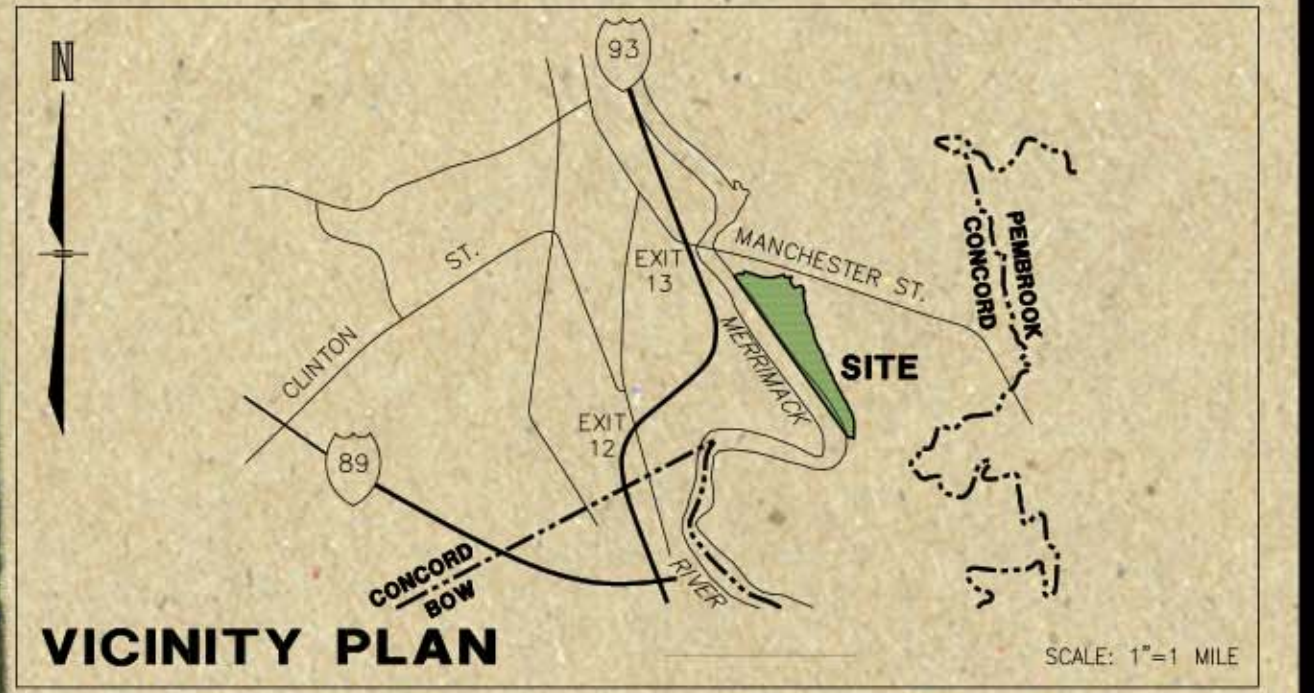 N
93
EXIT
13
MANCHESTER ST.
PEMBROOK
CONCORD
ST.
CLINTON
MERRIMACK
SITE
EXIT
12
89
CONCORD
BOW
RIVER
VICINITY PLAN
SCALE: 1"=1 MILE